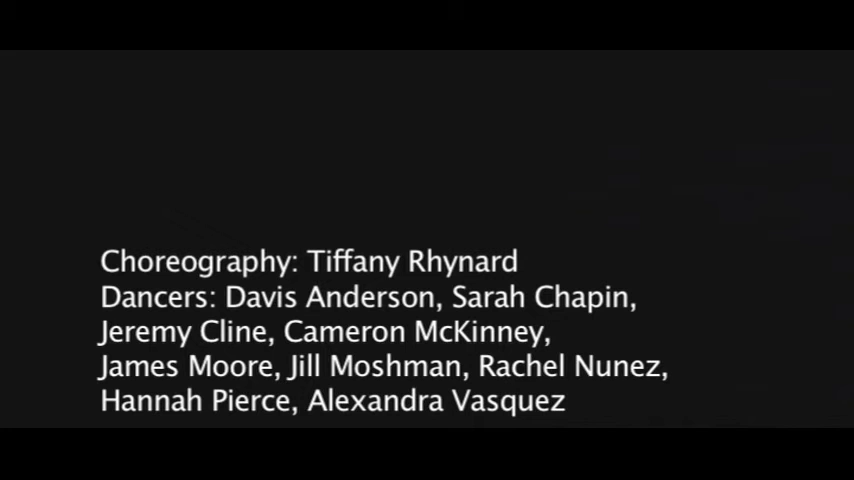 Choreography: Tiffany Rhynard
Dancers: Davis Anderson, Sarah Chapin,
Jeremy Cline, Cameron McKinney,
James Moore, Jill Moshman, Rachel Nunez,
Hannah Pierce, Alexandra Vasquez